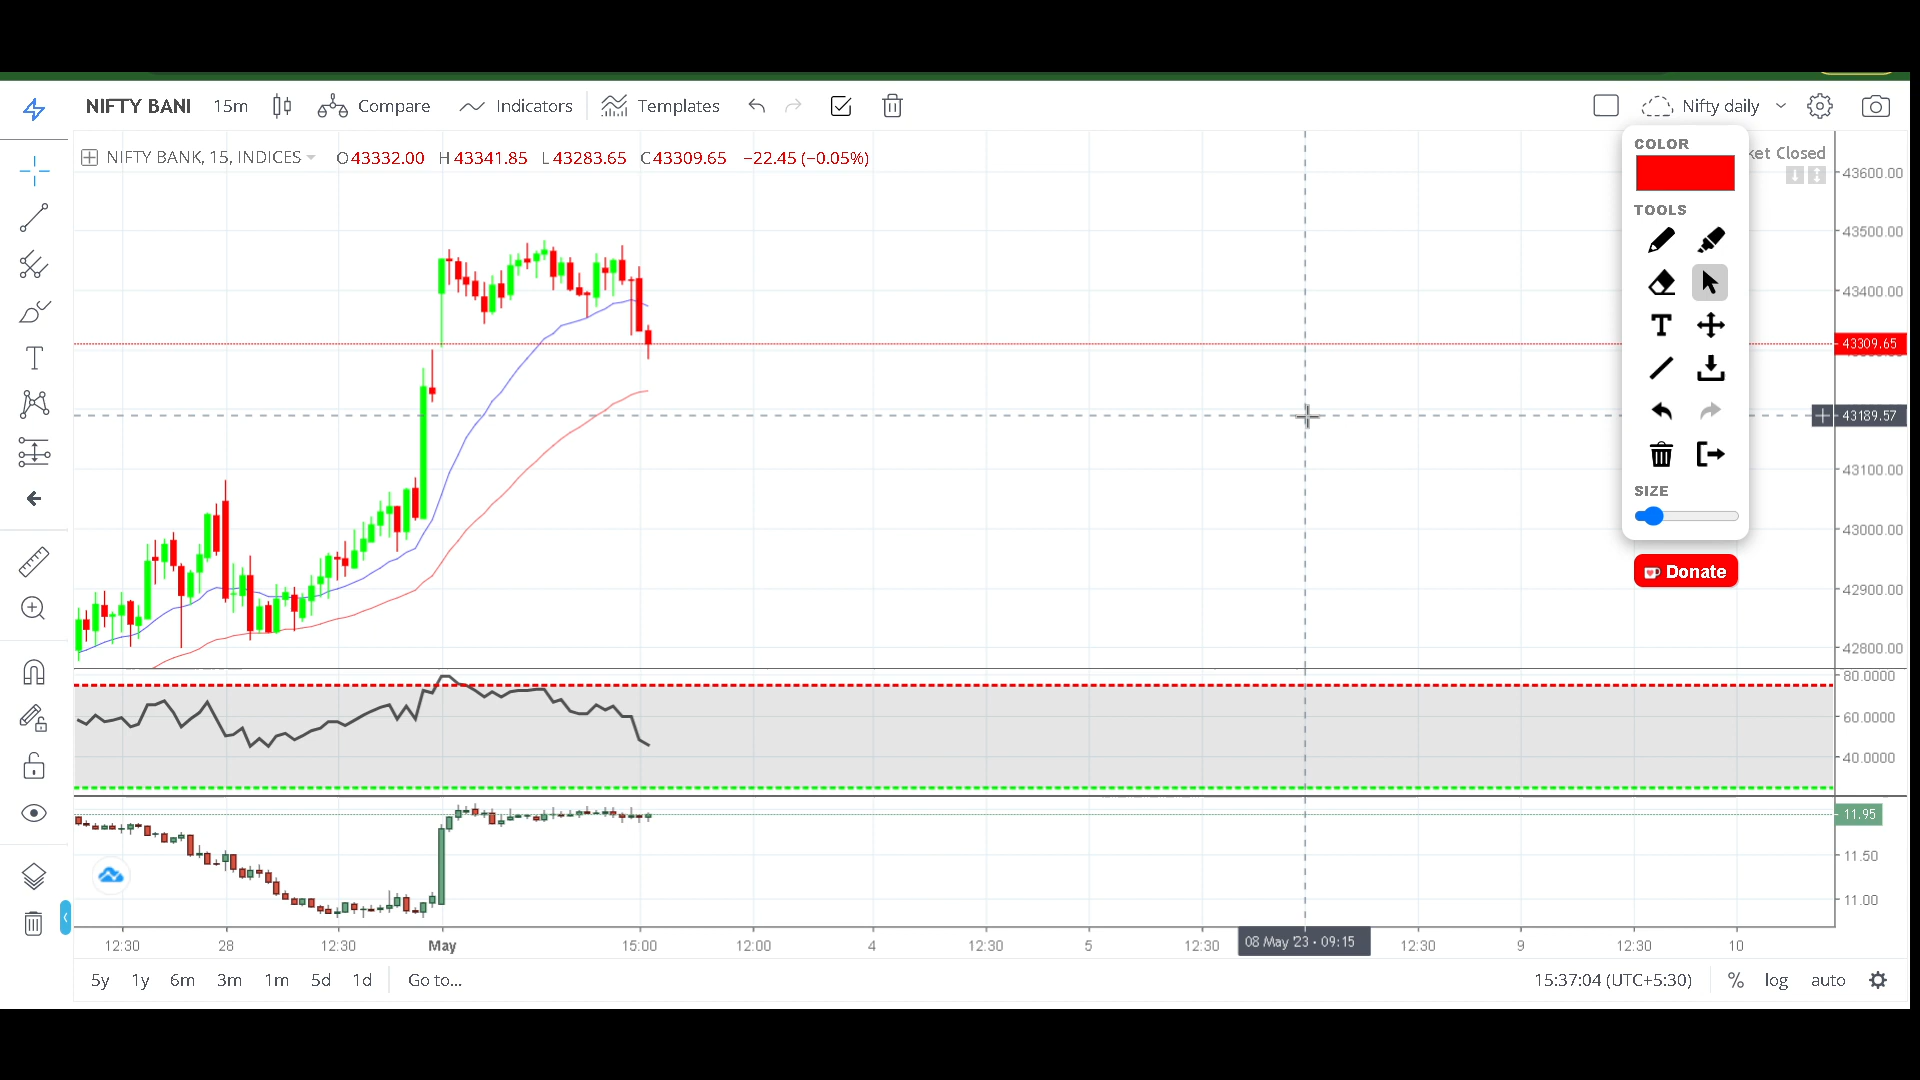 NIFTY BANI 15m Compare Indicators Templates Nifty daily
NIFTY BANK, 15, INDICES O43332.00 H43341.85 L43283.65 C43309.65 −22.45 (−0.05%)
ket Closed
COLOR
TOOLS
SIZE
Donate
43600.00
43500.00
43400.00
43309.65
43189.57
43100.00
43000.00
42900.00
42800.00
80.0000
60.0000
40.0000
11.95
11.50
11.00
12:30 28 12:30 May 15:00 12:00 4 12:30 5 12:30 08 May '23 • 09:15 12:30 9 12:30 10
5y 1y 6m 3m 1m 5d 1d Go to... 15:37:04 (UTC+5:30) % log auto